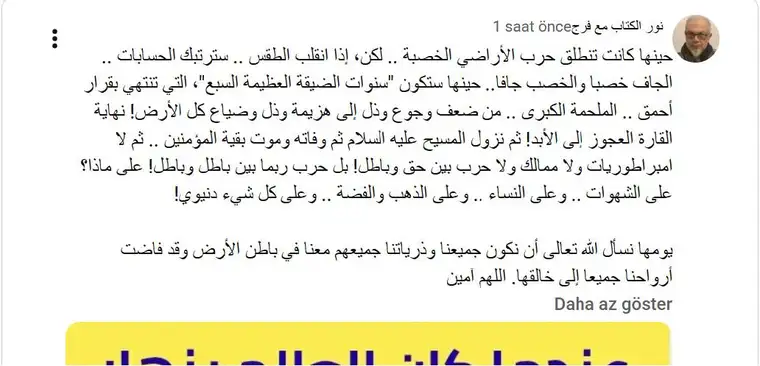 نور الكتاب مع فرج 1 saat önce
حينها كانت تنطلق حرب الأراضي الخصبة .. لكن، إذا انقلب الطقس .. سترتبك الحسابات ..
الجاف خصبا والخصب جافا.. حينها ستكون "سنوات الضيقة العظيمة السبع"، التي تنتهي بقرار
أحمق .. الملحمة الكبرى .. من ضعف وجوع وذل إلى هزيمة وذل وضياع كل الأرض! نهاية
القارة العجوز إلى الأبد! ثم نزول المسيح عليه السلام ثم وفاته وموت بقية المؤمنين .. ثم لا
امبراطوريات ولا ممالك ولا حرب بين حق وباطل! بل حرب ربما بين باطل وباطل! على ماذا؟
على الشهوات .. وعلى النساء .. وعلى الذهب والفضة .. وعلى كل شيء دنيوي!
يومها نسأل الله تعالى أن نكون جميعنا وذرياتنا جميعهم معنا في باطن الأرض وقد فاضت
أرواحنا جميعا إلى خالقها. اللهم آمين
Daha az göster
عندما كان العالم ينهار